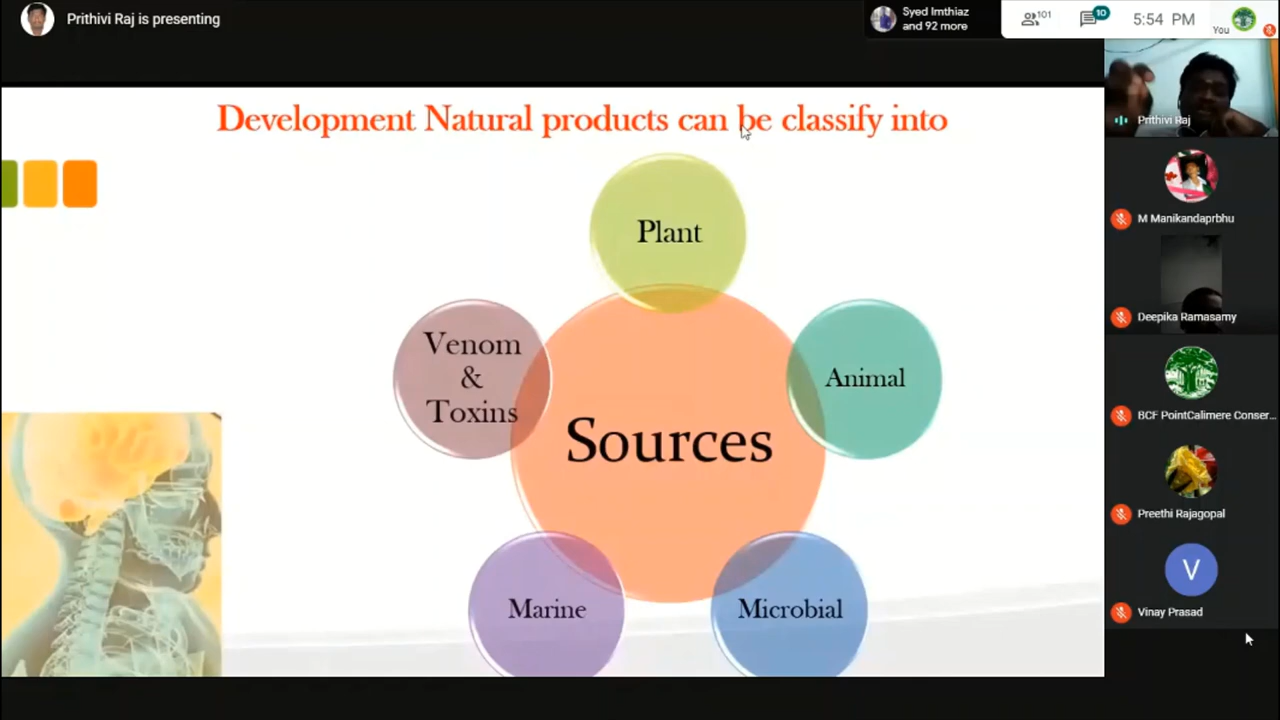 Prithivi Raj is presenting
Syed Imthiaz
and 92 more
101
10
5:54 PM
You
Development Natural products can be classify into
Plant
Venom
&
Toxins
Animal
Sources
Marine
Microbial
Prithivi Raj
M Manikandaprbhu
Deepika Ramasamy
BCF PointCalimere Conser...
Preethi Rajagopal
V
Vinay Prasad